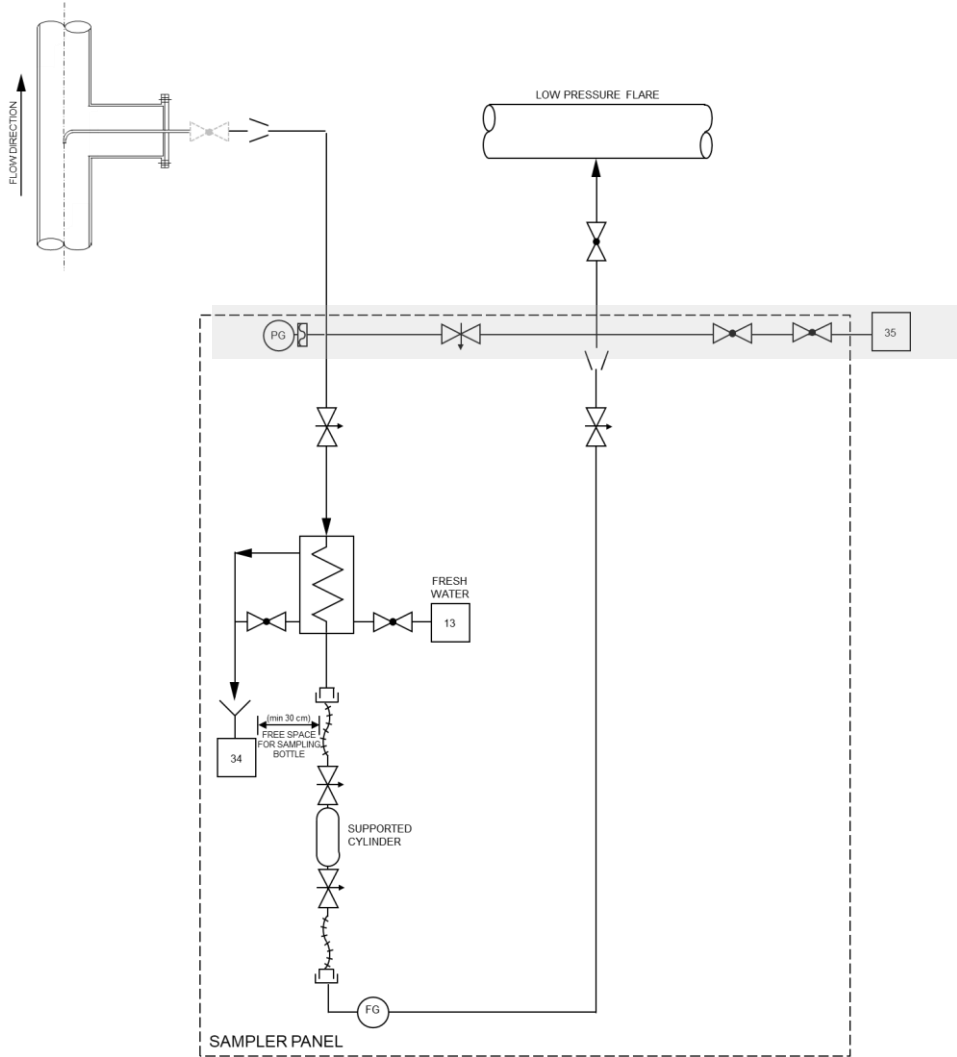 FLOW DIRECTION
LOW PRESSURE FLARE
PG
35
FRESH
WATER
13
(min 30 cm)
FREE SPACE
FOR SAMPLING
BOTTLE
34
SUPPORTED
CYLINDER
FG
SAMPLER PANEL